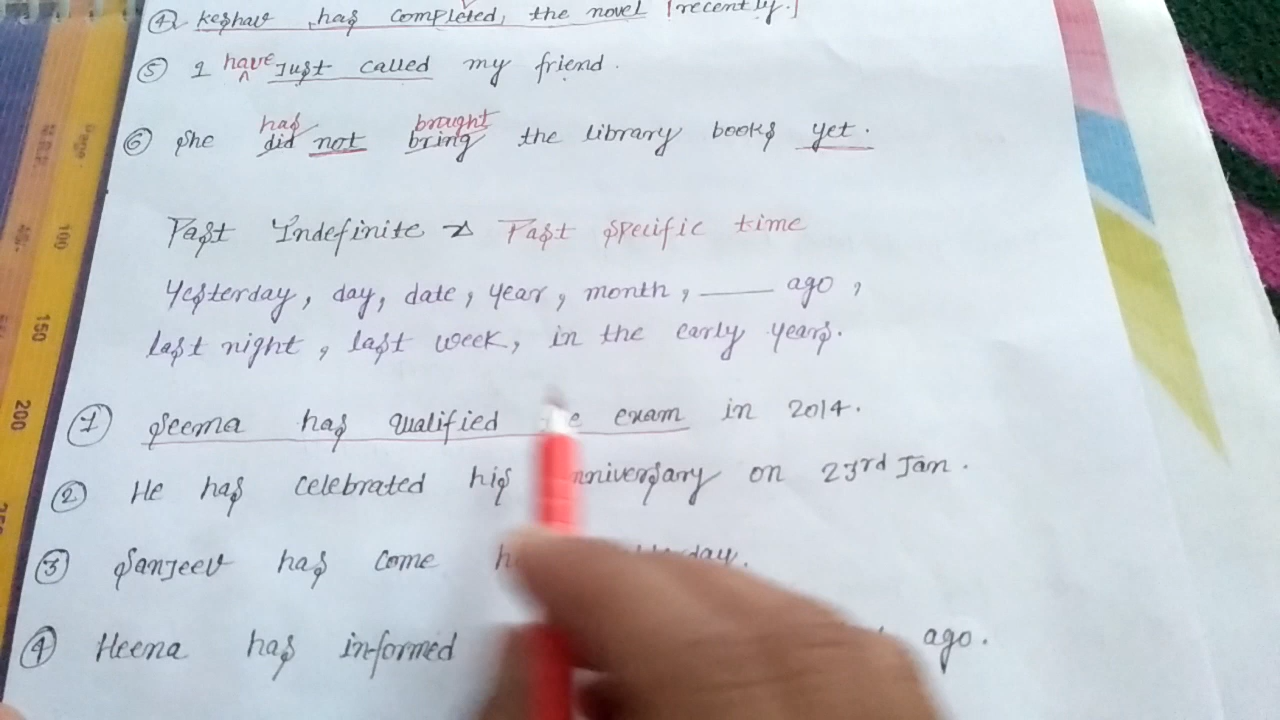 ④ Keshav has completed the novel [recently.]
have
⑤ I ^ Just called my friend.
has brought
⑥ She did not bring the library books yet.
Past Indefinite → Past specific time
Yesterday, day, date, year, month, ___ ago,
last night, last week, in the early years.
① Seema has qualified exam in 2014.
② He has celebrated his on 23rd Jan.
③ Sanjeev has come
④ Heena has informed ago.
100
150
200